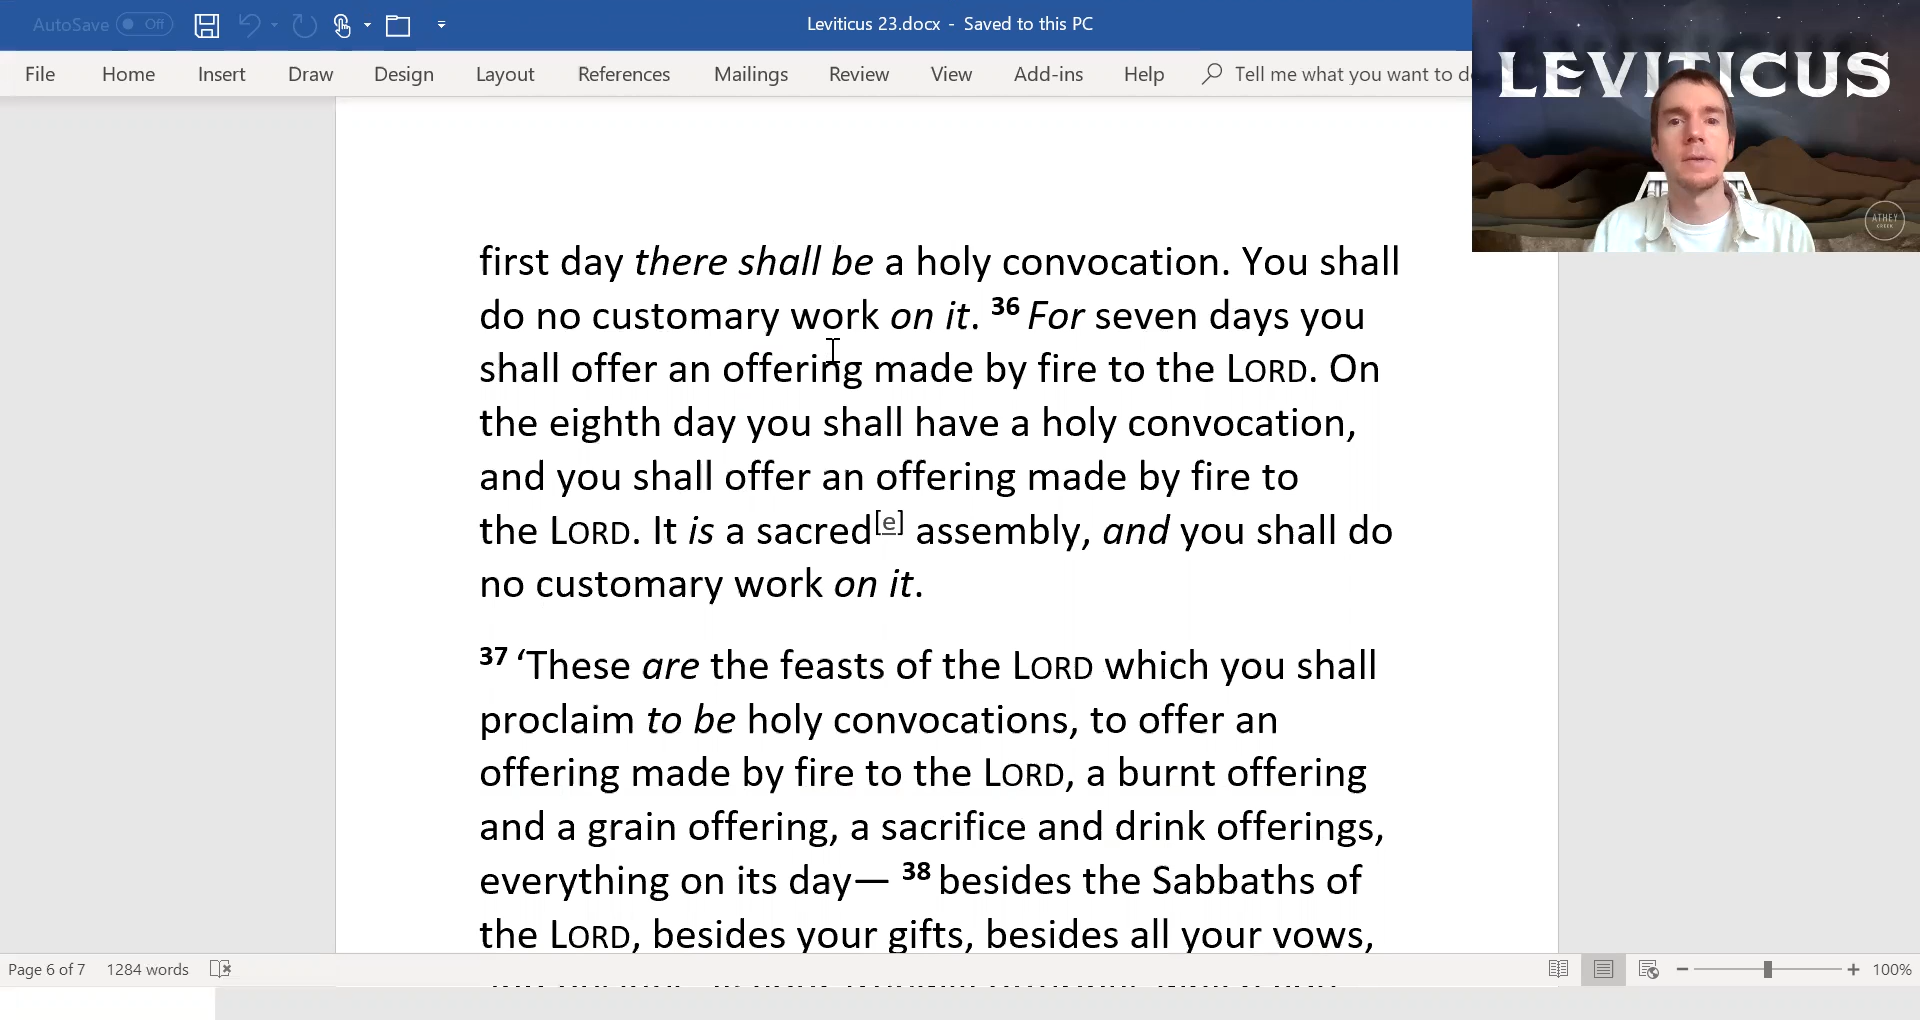 AutoSave Off
Leviticus 23.docx - Saved to this PC
File Home Insert Draw Design Layout References Mailings Review View Add-ins Help Tell me what you want to d
LEVITICUS
ATHEY
CREEK
first day there shall be a holy convocation. You shall
do no customary work on it. 36 For seven days you
shall offer an offering made by fire to the LORD. On
the eighth day you shall have a holy convocation,
and you shall offer an offering made by fire to
the LORD. It is a sacred[e] assembly, and you shall do
no customary work on it.
37 ‘These are the feasts of the LORD which you shall
proclaim to be holy convocations, to offer an
offering made by fire to the LORD, a burnt offering
and a grain offering, a sacrifice and drink offerings,
everything on its day— 38 besides the Sabbaths of
the LORD, besides your gifts, besides all your vows,
Page 6 of 7 1284 words 100%